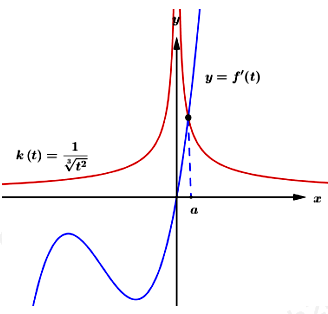 y
y = f′(t)
k (t) = 1/∛t²
a
x